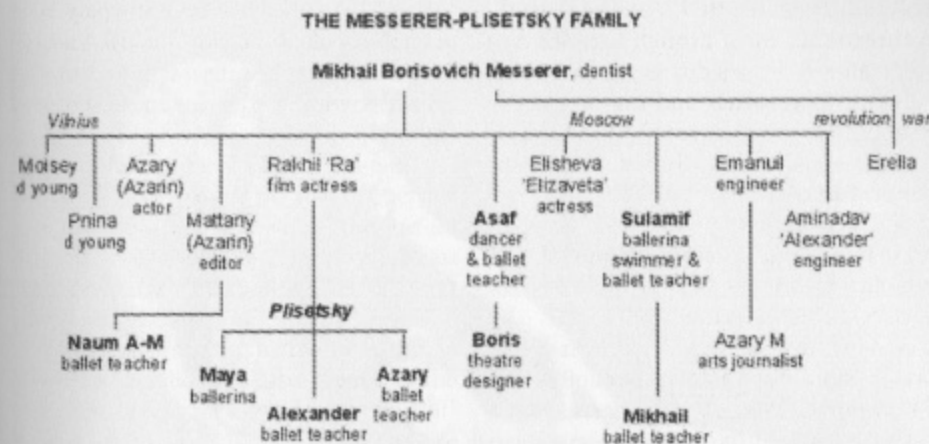 THE MESSERER-PLISETSKY FAMILY
Mikhail Borisovich Messerer, dentist
Vilnius
Moscow
revolution war
Moisey
d young
Pnina
d young
Azary
(Azarin)
actor
Mattany
(Azarin)
editor
Rakhil 'Ra'
film actress
Asaf
dancer
& ballet
teacher
Elisheva
'Elizaveta'
actress
Sulamif
ballerina
swimmer &
ballet teacher
Emanuil
engineer
Aminadav
'Alexander'
engineer
Erella
Plisetsky
Naum A-M
ballet teacher
Maya
ballerina
Alexander
ballet teacher
Azary
ballet
teacher
Boris
theatre
designer
Mikhail
ballet teacher
Azary M
arts journalist